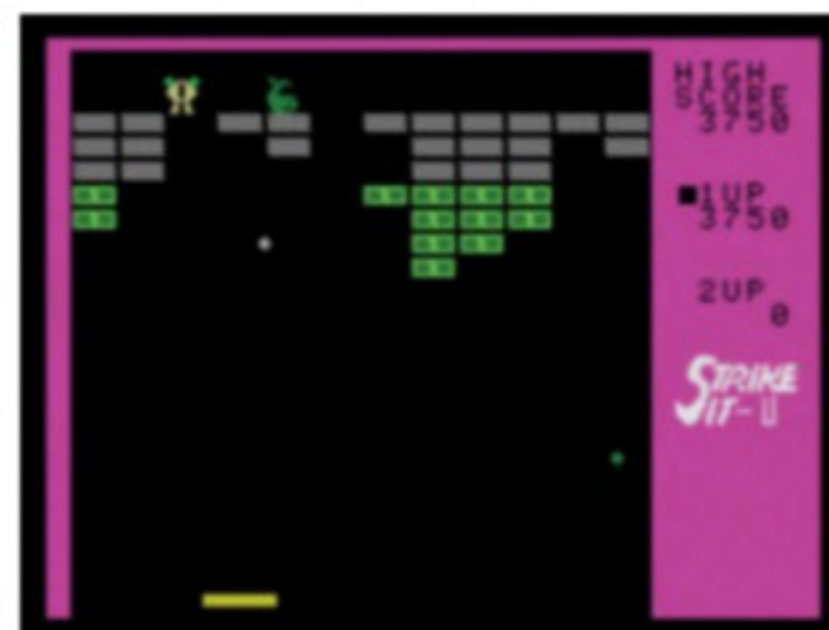 HIGH
SCORE
3750
1UP
3750
2UP
0
STRIKE
IT-U